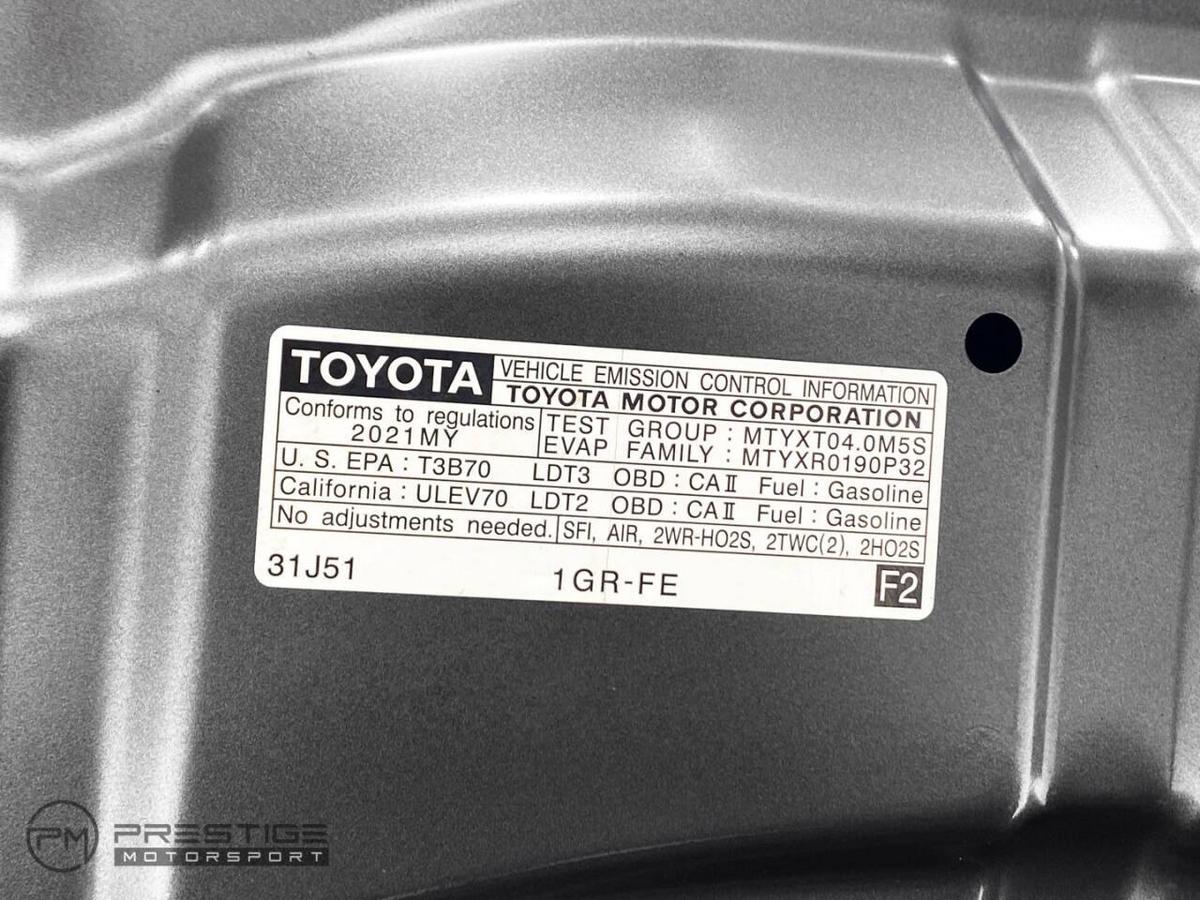 TOYOTA VEHICLE EMISSION CONTROL INFORMATION
TOYOTA MOTOR CORPORATION
Conforms to regulations
2021MY
TEST GROUP : MTYXT04.0M5S
EVAP FAMILY : MTYXR0190P32
U. S. EPA : T3B70 LDT3 OBD : CAⅡ Fuel : Gasoline
California : ULEV70 LDT2 OBD : CAⅡ Fuel : Gasoline
No adjustments needed. SFI, AIR, 2WR-HO2S, 2TWC(2), 2HO2S
31J51 1GR-FE F2
PM PRESTIGE
MOTORSPORT